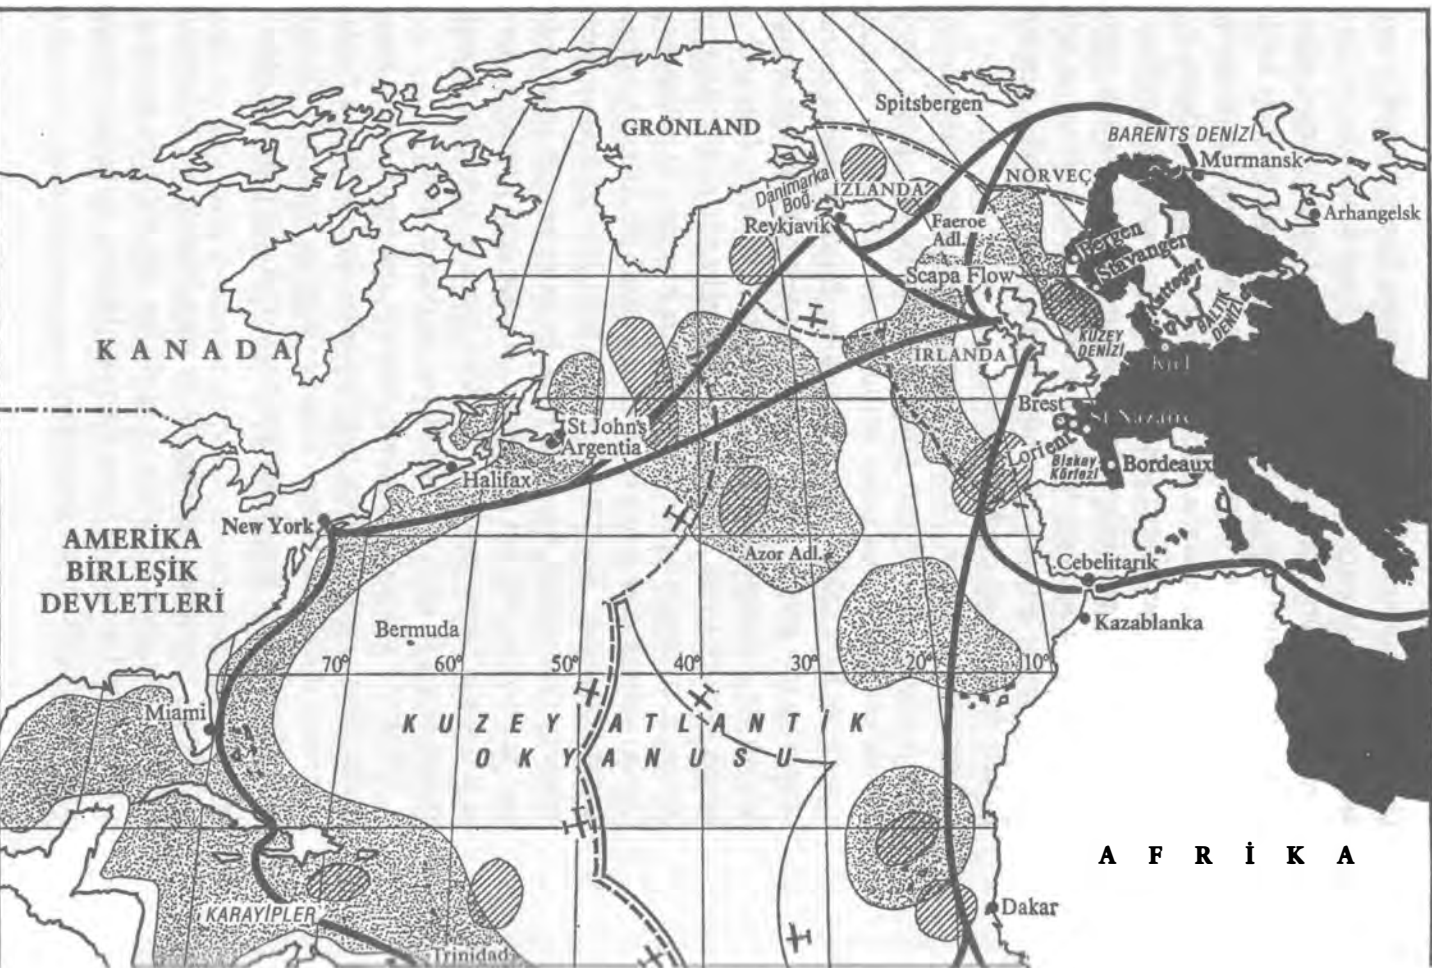 Spitsbergen
GRÖNLAND
BARENTS DENİZİ
Murmansk
NORVEÇ
Danimarka
Boğ.
İZLANDA
Reykjavik
Faeroe
Adl.
Arhangelsk
Bergen
Stavanger
Scapa Flow
Kattegat
BALTIK
DENİZİ
KUZEY
DENİZİ
KANADA
İRLANDA
Kiel
Brest
St Nazaire
St John's
Argentia
Lorient
Biskay
Körfezi
Bordeaux
Halifax
New York
AMERİKA
BİRLEŞİK
DEVLETLERİ
Azor Adl.
Cebelitarık
Kazablanka
Bermuda
70° 60° 50° 40° 30° 20° 10°
Miami
KUZEY ATLANTİK
OKYANUSU
AFRİKA
KARAYİPLER
Dakar
Trinidad